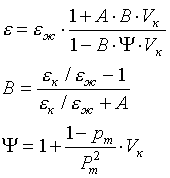 ε = ε_ж · (1 + A · B · V_к) / (1 − B · Ψ · V_к)
B = (ε_к / ε_ж − 1) / (ε_к / ε_ж + A)
Ψ = 1 + (1 − p_m) / P_m^2 · V_к